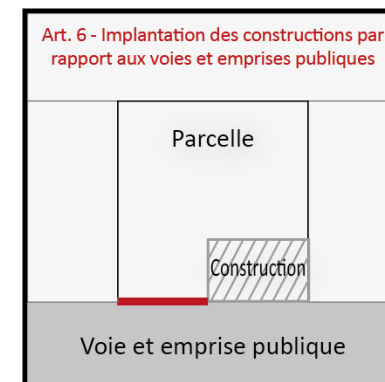 Art. 6 - Implantation des constructions par
rapport aux voies et emprises publiques
Parcelle
Construction
Voie et emprise publique